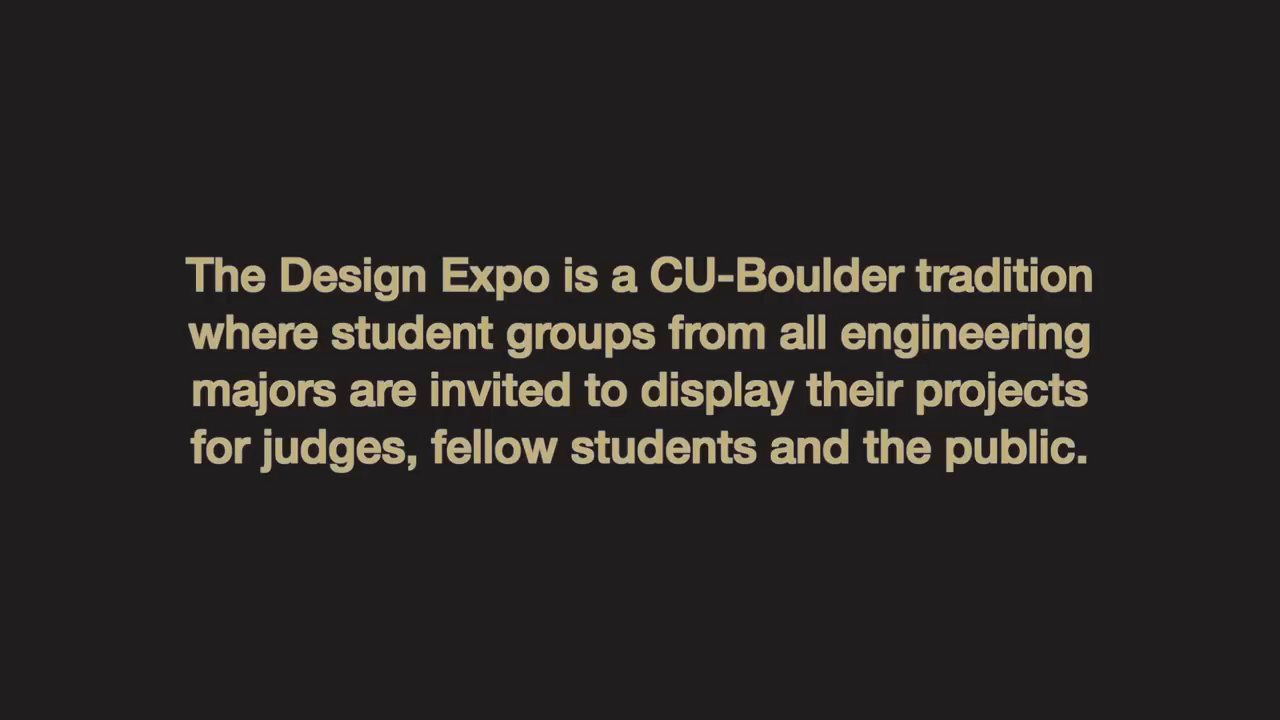 The Design Expo is a CU-Boulder tradition
where student groups from all engineering
majors are invited to display their projects
for judges, fellow students and the public.